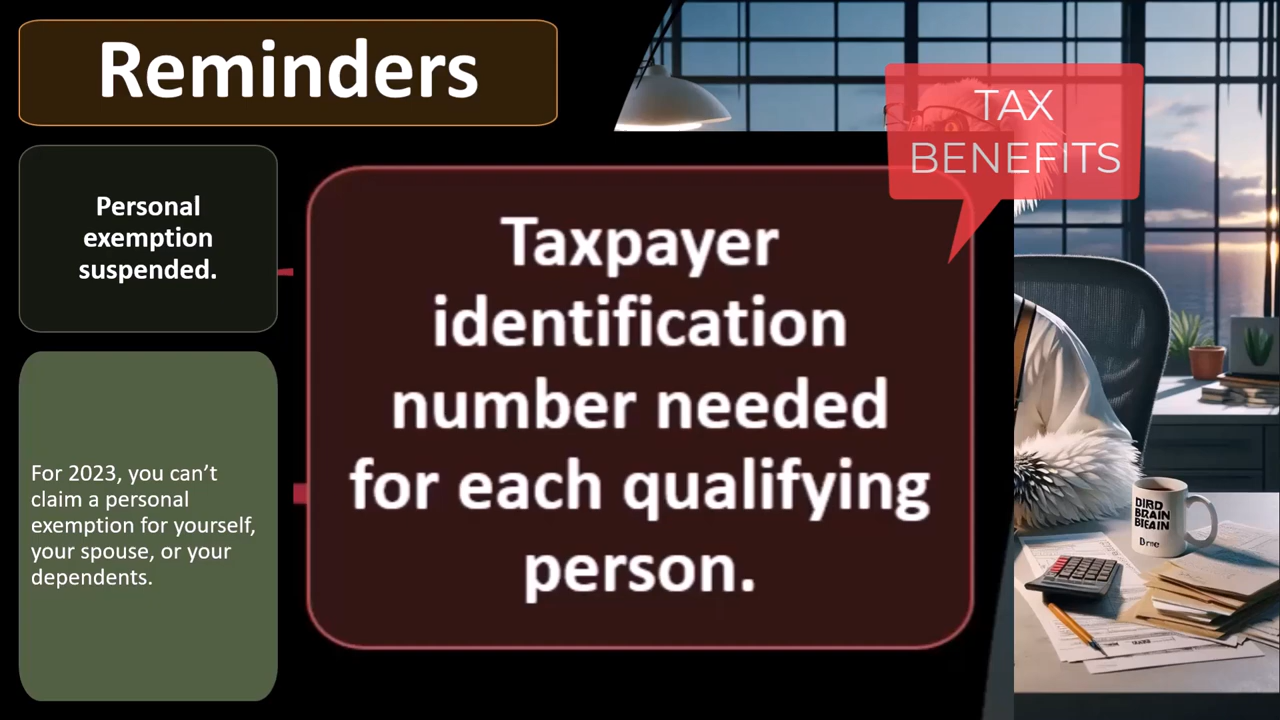 Reminders
TAX
BENEFITS
Personal
exemption
suspended.
Taxpayer
identification
number needed
for each qualifying
person.
For 2023, you can’t
claim a personal
exemption for yourself,
your spouse, or your
dependents.
BRAIN